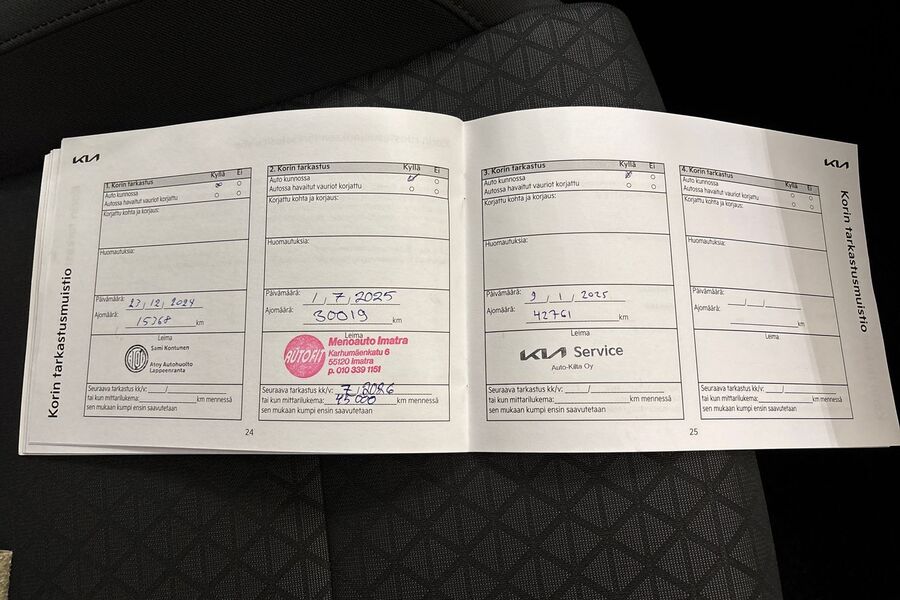 KIA
Korin tarkastusmuistio
1. Korin tarkastus Kyllä Ei
Auto kunnossa
Autossa havaitut vauriot korjattu
Korjattu kohta ja korjaus:
Huomautuksia:
Päivämäärä: 23, 12, 2024
Ajomäärä: 15368 km
Leima
Sami Kontunen
Atoy Autohuolto
Lappeenranta
Seuraava tarkastus kk/v: /
tai kun mittarilukema: km mennessä
sen mukaan kumpi ensin saavutetaan
2. Korin tarkastus Kyllä Ei
Auto kunnossa
Autossa havaitut vauriot korjattu
Korjattu kohta ja korjaus:
Huomautuksia:
Päivämäärä: 1, 7, 2025
Ajomäärä: 30019 km
Leima
AUTOFIT
Menoauto Imatra
Karhumäenkatu 6
55120 Imatra
p. 010 339 1151
Seuraava tarkastus kk/v: 7, 2026
tai kun mittarilukema: 45000 km mennessä
sen mukaan kumpi ensin saavutetaan
24
3. Korin tarkastus Kyllä Ei
Auto kunnossa
Autossa havaitut vauriot korjattu
Korjattu kohta ja korjaus:
Huomautuksia:
Päivämäärä: 9, 1, 2025
Ajomäärä: 42761 km
Leima
KIA Service
Auto-Kilta Oy
Seuraava tarkastus kk/v: /
tai kun mittarilukema: km mennessä
sen mukaan kumpi ensin saavutetaan
4. Korin tarkastus Kyllä Ei
Auto kunnossa
Autossa havaitut vauriot korjattu
Korjattu kohta ja korjaus:
Huomautuksia:
Päivämäärä: / /
Ajomäärä: km
Leima
Seuraava tarkastus kk/v: /
tai kun mittarilukema: km mennessä
sen mukaan kumpi ensin saavutetaan
25
KIA
Korin tarkastusmuistio